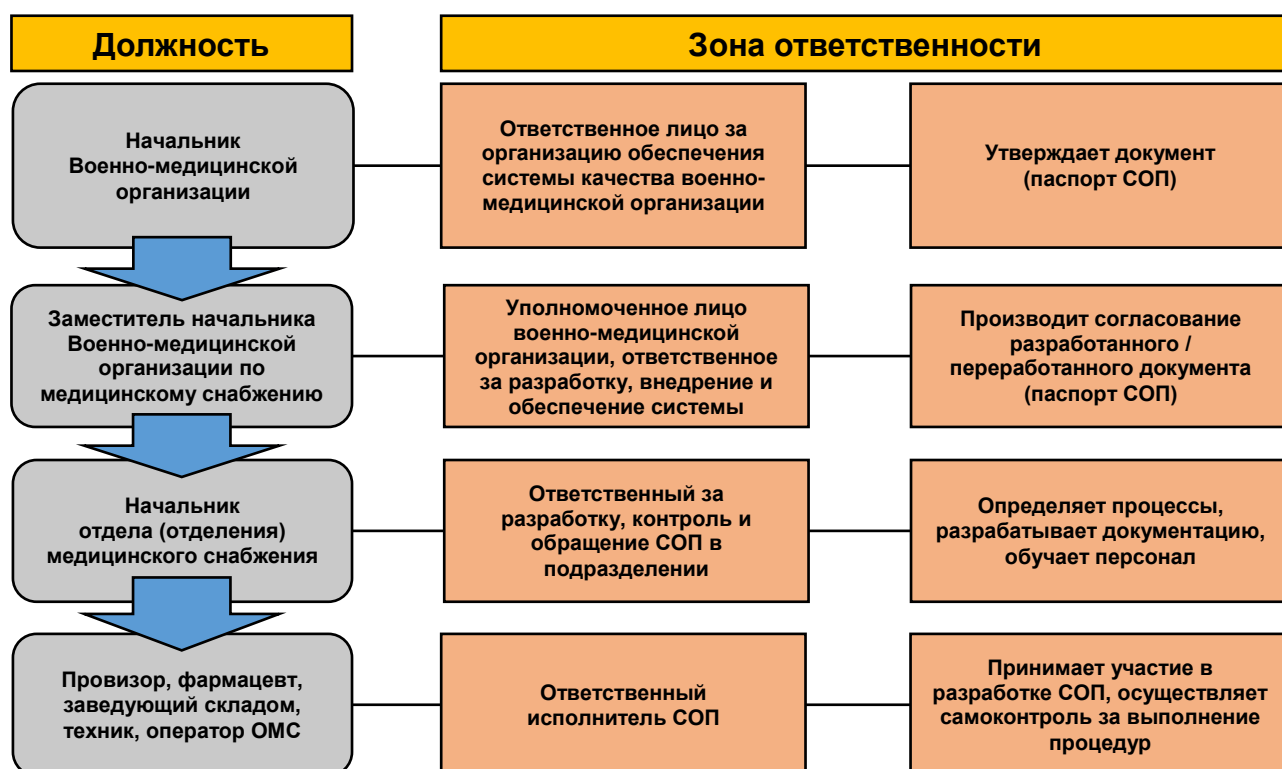 Должность
Зона ответственности
Начальник
Военно-медицинской
организации
Ответственное лицо за
организацию обеспечения
системы качества военно-
медицинской организации
Утверждает документ
(паспорт СОП)
Заместитель начальника
Военно-медицинской
организации по
медицинскому снабжению
Уполномоченное лицо
военно-медицинской
организации, ответственное
за разработку, внедрение и
обеспечение системы
Производит согласование
разработанного /
переработанного документа
(паспорт СОП)
Начальник
отдела (отделения)
медицинского снабжения
Ответственный за
разработку, контроль и
обращение СОП в
подразделении
Определяет процессы,
разрабатывает документацию,
обучает персонал
Провизор, фармацевт,
заведующий складом,
техник, оператор ОМС
Ответственный
исполнитель СОП
Принимает участие в
разработке СОП, осуществляет
самоконтроль за выполнение
процедур